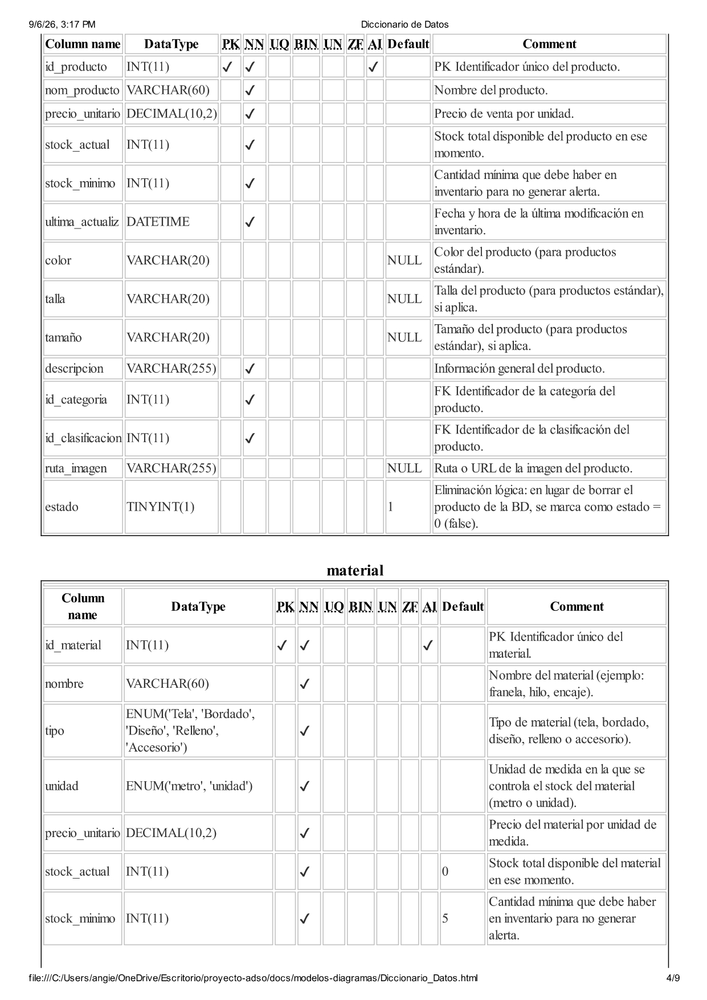 9/6/26, 3:17 PM Diccionario de Datos
Column name DataType PK NN UQ BIN UN ZF AI Default Comment
id_producto INT(11) ✓ ✓ ✓ PK Identificador único del producto.
nom_producto VARCHAR(60) ✓ Nombre del producto.
precio_unitario DECIMAL(10,2) ✓ Precio de venta por unidad.
stock_actual INT(11) ✓ Stock total disponible del producto en ese
momento.
stock_minimo INT(11) ✓ Cantidad mínima que debe haber en
inventario para no generar alerta.
ultima_actualiz DATETIME ✓ Fecha y hora de la última modificación en
inventario.
color VARCHAR(20) NULL Color del producto (para productos
estándar).
talla VARCHAR(20) NULL Talla del producto (para productos estándar),
si aplica.
tamaño VARCHAR(20) NULL Tamaño del producto (para productos
estándar), si aplica.
descripcion VARCHAR(255) ✓ Información general del producto.
id_categoria INT(11) ✓ FK Identificador de la categoría del
producto.
id_clasificacion INT(11) ✓ FK Identificador de la clasificación del
producto.
ruta_imagen VARCHAR(255) NULL Ruta o URL de la imagen del producto.
estado TINYINT(1) 1 Eliminación lógica: en lugar de borrar el
producto de la BD, se marca como estado =
0 (false).
material
Column
name DataType PK NN UQ BIN UN ZF AI Default Comment
id_material INT(11) ✓ ✓ ✓ PK Identificador único del
material.
nombre VARCHAR(60) ✓ Nombre del material (ejemplo:
franela, hilo, encaje).
tipo ENUM('Tela', 'Bordado',
'Diseño', 'Relleno',
'Accesorio') ✓ Tipo de material (tela, bordado,
diseño, relleno o accesorio).
unidad ENUM('metro', 'unidad') ✓ Unidad de medida en la que se
controla el stock del material
(metro o unidad).
precio_unitario DECIMAL(10,2) ✓ Precio del material por unidad de
medida.
stock_actual INT(11) ✓ 0 Stock total disponible del material
en ese momento.
stock_minimo INT(11) ✓ 5 Cantidad mínima que debe haber
en inventario para no generar
alerta.
file:///C:/Users/angie/OneDrive/Escritorio/proyecto-adso/docs/modelos-diagramas/Diccionario_Datos.html 4/9